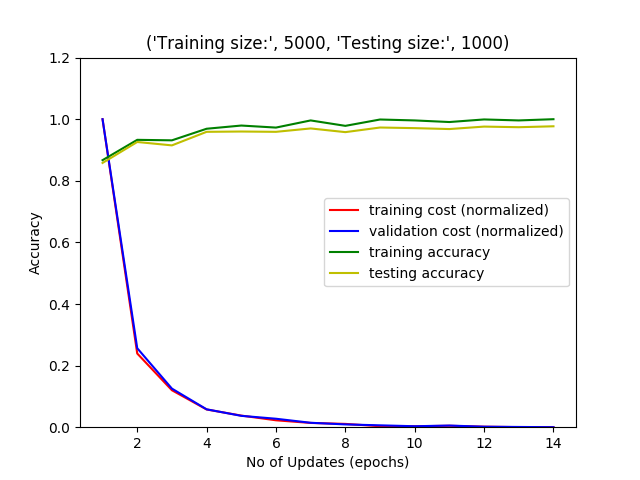 ('Training size:', 5000, 'Testing size:', 1000)
1.2
1.0
0.8
0.6
0.4
0.2
0.0
Accuracy
training cost (normalized)
validation cost (normalized)
training accuracy
testing accuracy
2 4 6 8 10 12 14
No of Updates (epochs)